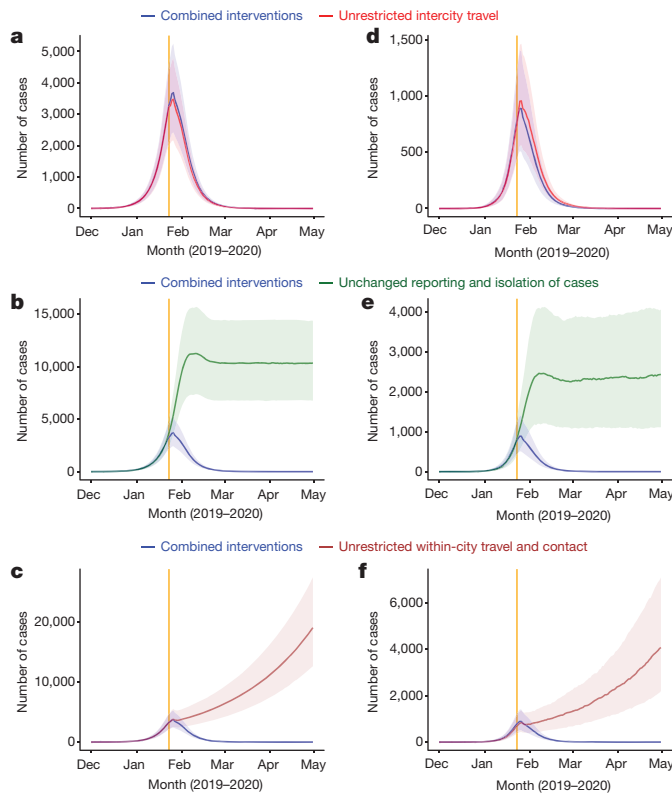 Combined interventions Unrestricted intercity travel
a
Number of cases
5,000
4,000
3,000
2,000
1,000
0
Dec Jan Feb Mar Apr May
Month (2019–2020)
d
Number of cases
1,500
1,000
500
0
Dec Jan Feb Mar Apr May
Month (2019–2020)
Combined interventions Unchanged reporting and isolation of cases
b
Number of cases
15,000
10,000
5,000
0
Dec Jan Feb Mar Apr May
Month (2019–2020)
e
Number of cases
4,000
3,000
2,000
1,000
0
Dec Jan Feb Mar Apr May
Month (2019–2020)
Combined interventions Unrestricted within-city travel and contact
c
Number of cases
20,000
10,000
0
Dec Jan Feb Mar Apr May
Month (2019–2020)
f
Number of cases
6,000
4,000
2,000
0
Dec Jan Feb Mar Apr May
Month (2019–2020)